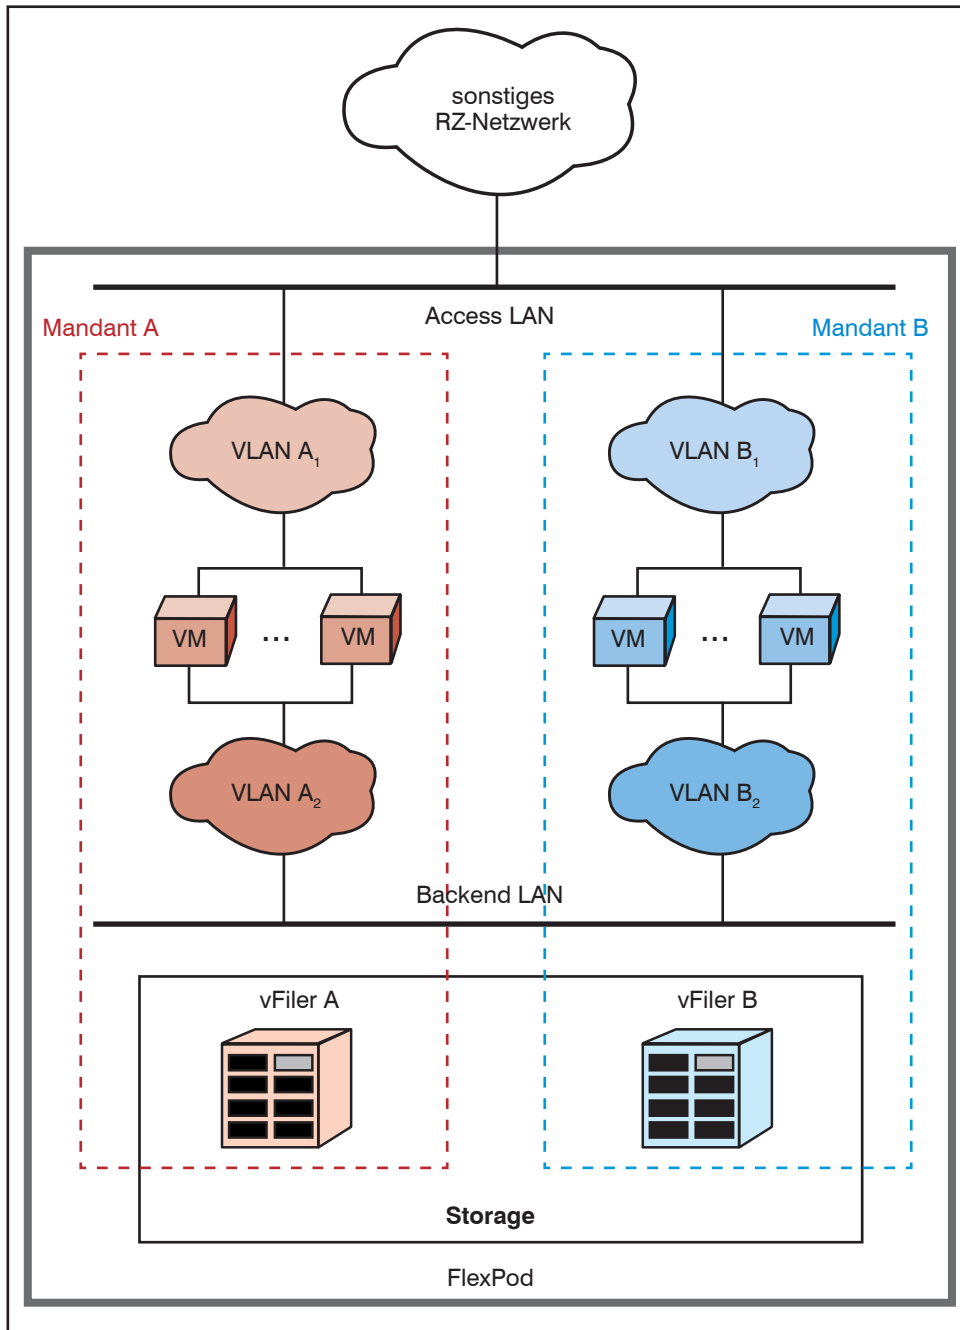 sonstiges
RZ-Netzwerk
Access LAN
Mandant A
Mandant B
VLAN A₁
VLAN B₁
VM
...
VM
VM
...
VM
VLAN A₂
VLAN B₂
Backend LAN
vFiler A
vFiler B
Storage
FlexPod